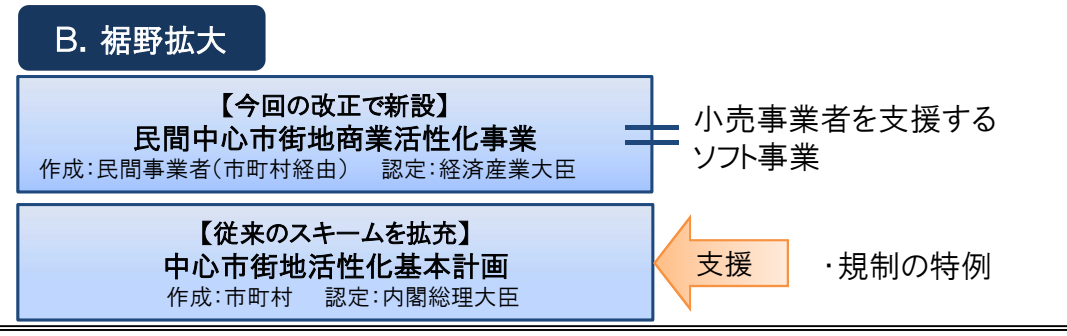 B. 裾野拡大
【今回の改正で新設】
民間中心市街地商業活性化事業
作成：民間事業者（市町村経由） 認定：経済産業大臣
小売事業者を支援する
ソフト事業
【従来のスキームを拡充】
中心市街地活性化基本計画
作成：市町村 認定：内閣総理大臣
支援
・規制の特例